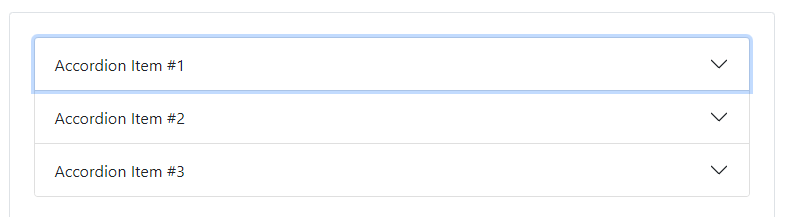 Accordion Item #1
Accordion Item #2
Accordion Item #3